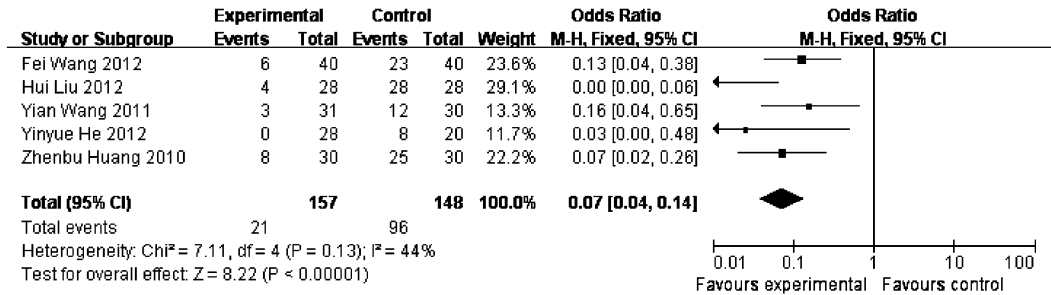 Experimental Control Odds Ratio Odds Ratio
Study or Subgroup Events Total Events Total Weight M-H, Fixed, 95% CI M-H, Fixed, 95% CI
Fei Wang 2012 6 40 23 40 23.6% 0.13 [0.04, 0.38]
Hui Liu 2012 4 28 28 28 29.1% 0.00 [0.00, 0.06]
Yian Wang 2011 3 31 12 30 13.3% 0.16 [0.04, 0.65]
Yinyue He 2012 0 28 8 20 11.7% 0.03 [0.00, 0.48]
Zhenbu Huang 2010 8 30 25 30 22.2% 0.07 [0.02, 0.26]
Total (95% CI) 157 148 100.0% 0.07 [0.04, 0.14]
Total events 21 96
Heterogeneity: Chi² = 7.11, df = 4 (P = 0.13); I² = 44%
Test for overall effect: Z = 8.22 (P < 0.00001)
0.01 0.1 1 10 100
Favours experimental Favours control